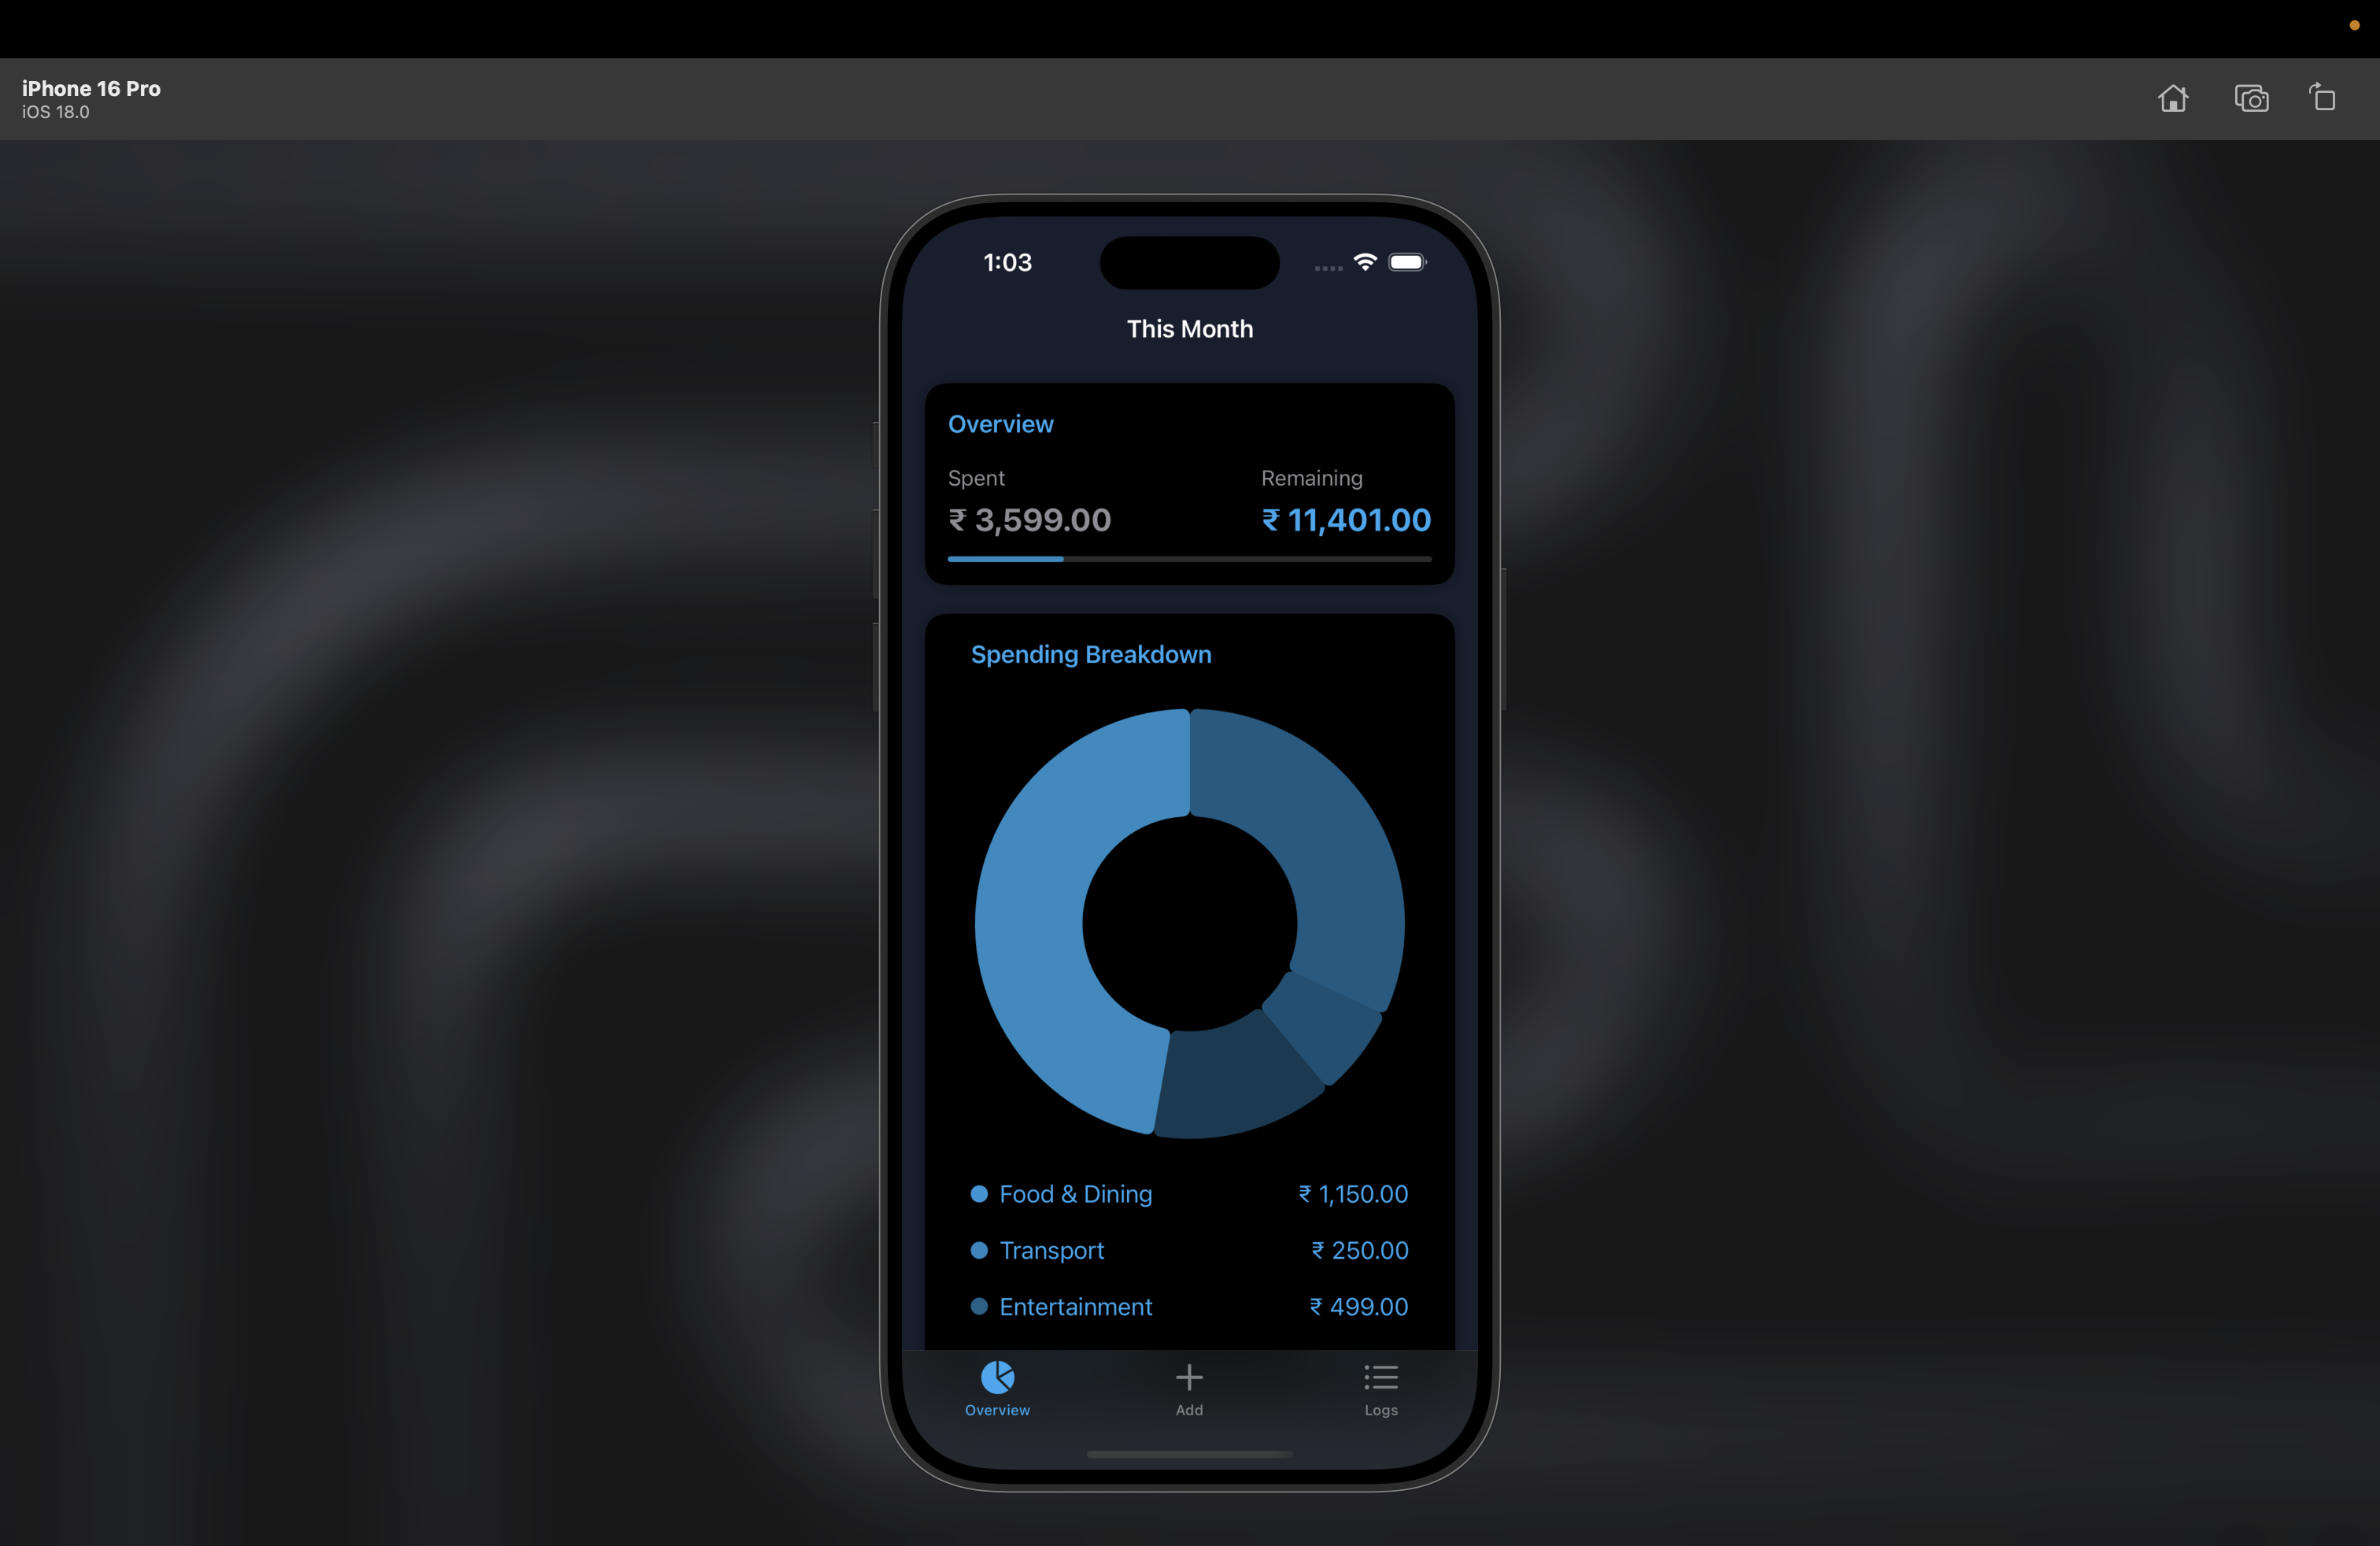 iPhone 16 Pro
iOS 18.0
1:03
This Month
Overview
Spent Remaining
₹ 3,599.00 ₹ 11,401.00
Spending Breakdown
Food & Dining ₹ 1,150.00
Transport ₹ 250.00
Entertainment ₹ 499.00
Overview Add Logs